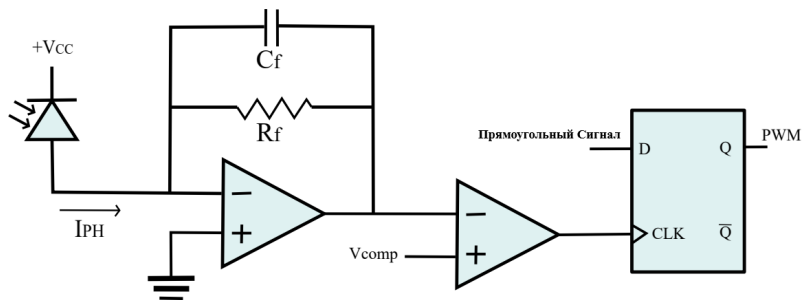 +VCC
Cf
Rf
IPH
−
+
Vcomp
−
+
Прямоугольный Сигнал
D
Q
PWM
CLK
Q̅